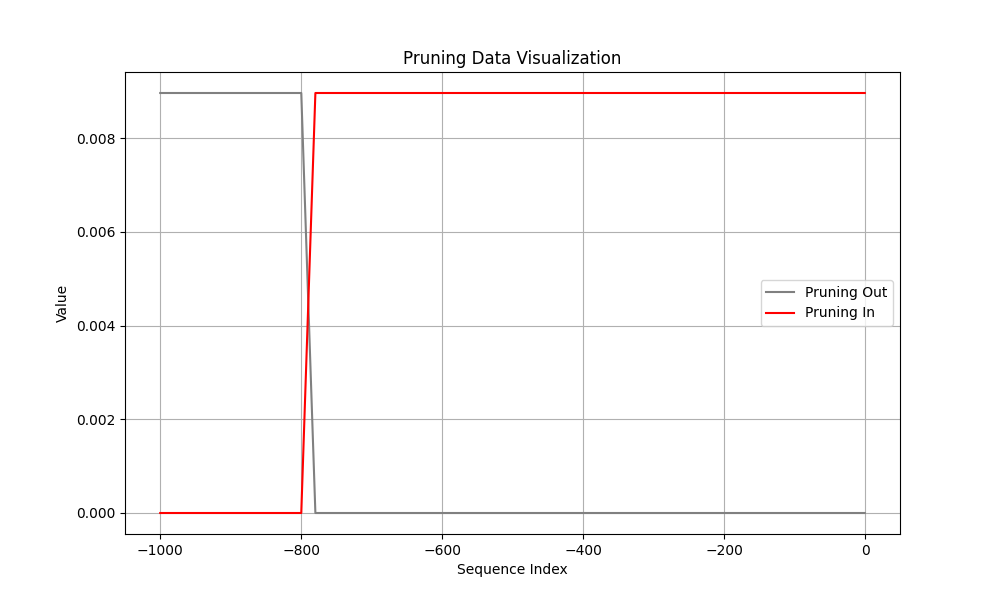 Pruning Data Visualization
0.008
0.006
0.004
0.002
0.000
Value
Pruning Out
Pruning In
−1000
−800
−600
−400
−200
0
Sequence Index